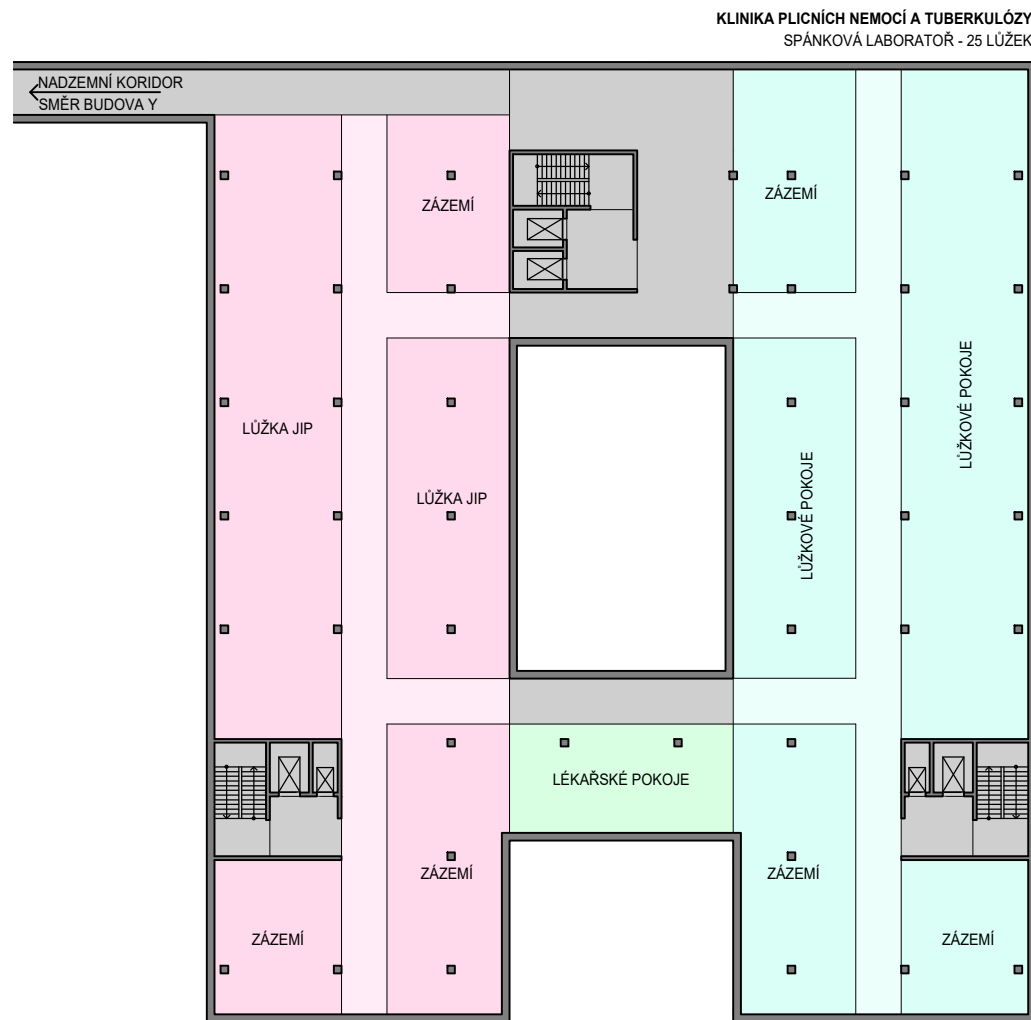 KLINIKA PLICNÍCH NEMOCÍ A TUBERKULÓZY
SPÁNKOVÁ LABORATOŘ - 25 LŮŽEK
NADZEMNÍ KORIDOR
SMĚR BUDOVA Y
ZÁZEMÍ
ZÁZEMÍ
LŮŽKOVÉ POKOJE
LŮŽKA JIP
LŮŽKA JIP
LŮŽKOVÉ POKOJE
LÉKAŘSKÉ POKOJE
ZÁZEMÍ
ZÁZEMÍ
ZÁZEMÍ
ZÁZEMÍ